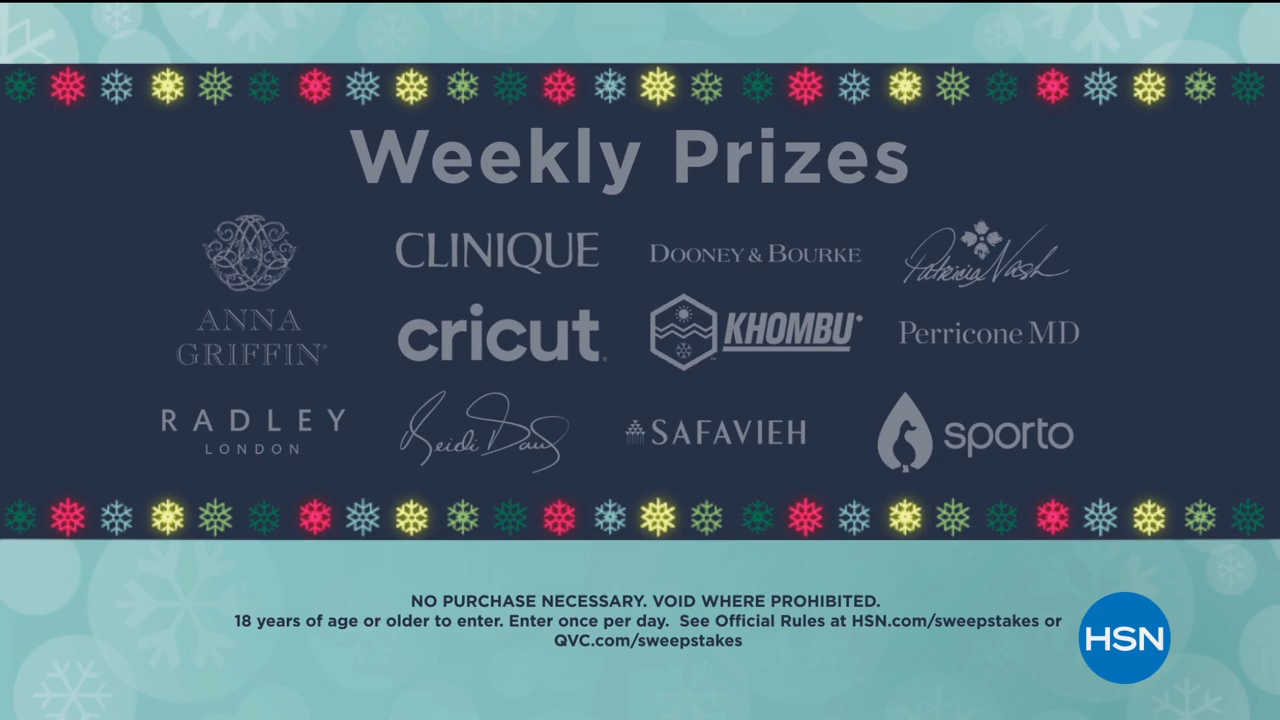 Weekly Prizes
CLINIQUE
DOONEY & BOURKE
Patricia Nash
ANNA
GRIFFIN®
cricut
KHOMBU
Perricone MD
RADLEY
LONDON
Heidi Daus
SAFAVIEH
sporto
NO PURCHASE NECESSARY. VOID WHERE PROHIBITED.
18 years of age or older to enter. Enter once per day. See Official Rules at HSN.com/sweepstakes or
QVC.com/sweepstakes
HSN